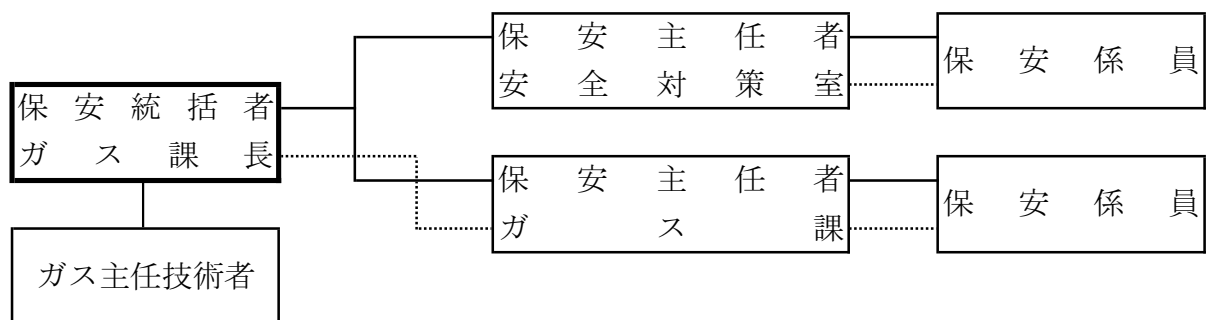 保安統括者
ガス課長
ガス主任技術者
保安主任者
安全対策室
保安係員
保安主任者
ガス課
保安係員